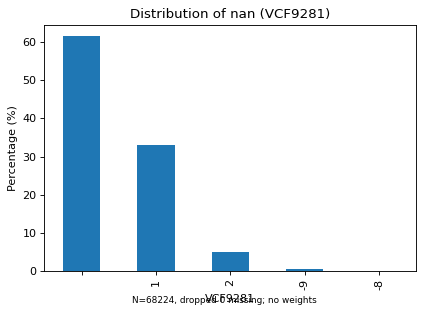 Distribution of nan (VCF9281)
Percentage (%)
60
50
40
30
20
10
0
1
2
-9
-8
VCF9281
N=68224, dropped 0 missing; no weights